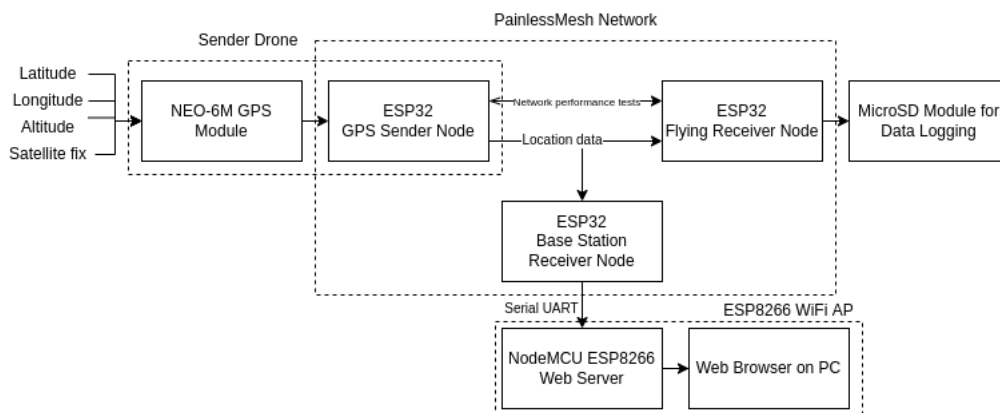 PainlessMesh Network
Sender Drone
Latitude
Longitude
Altitude
Satellite fix
NEO-6M GPS
Module
ESP32
GPS Sender Node
Network performance tests
Location data
ESP32
Flying Receiver Node
MicroSD Module for
Data Logging
ESP32
Base Station
Receiver Node
Serial UART
ESP8266 WiFi AP
NodeMCU ESP8266
Web Server
Web Browser on PC